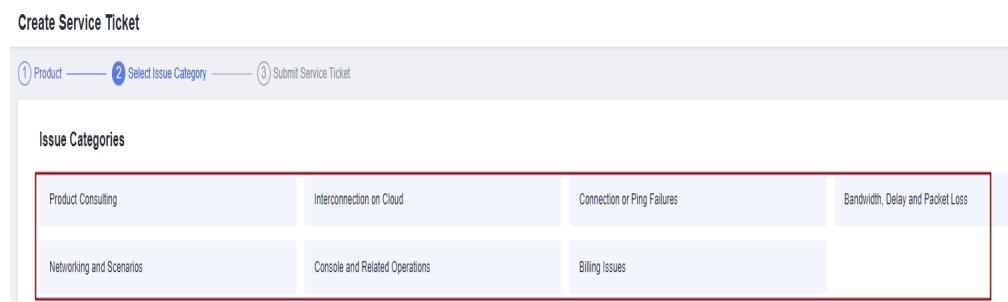 Create Service Ticket
1 Product 2 Select Issue Category 3 Submit Service Ticket
Issue Categories
Product Consulting Interconnection on Cloud Connection or Ping Failures Bandwidth, Delay and Packet Loss
Networking and Scenarios Console and Related Operations Billing Issues